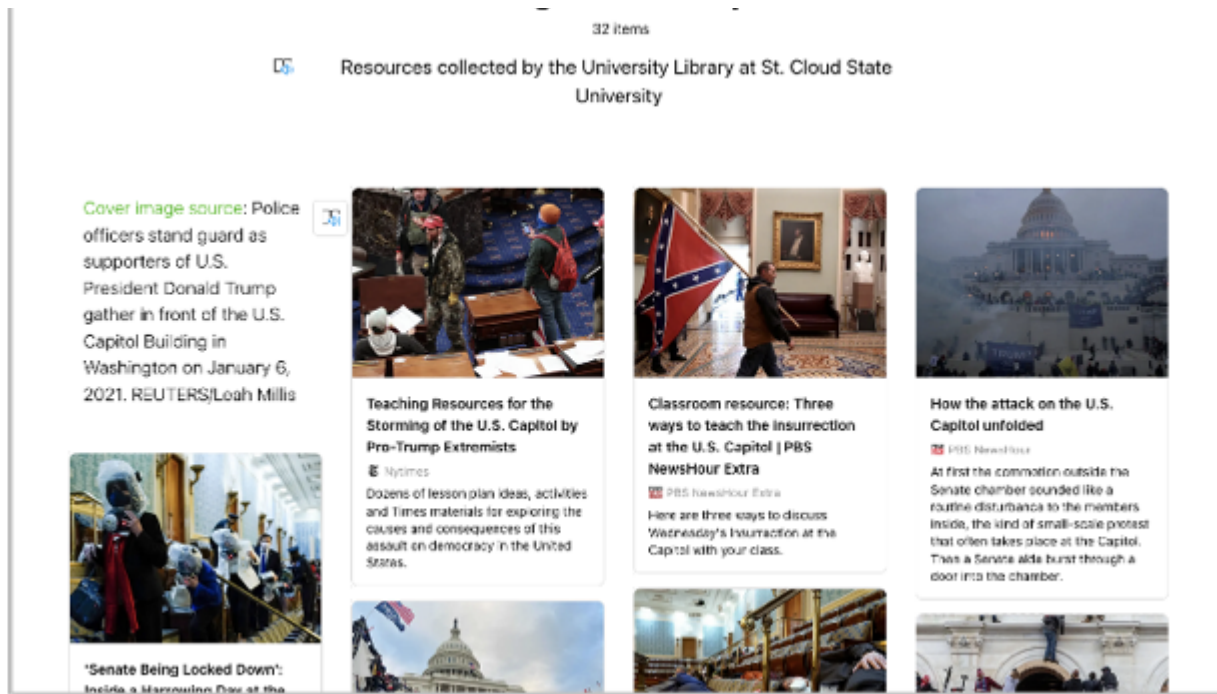 32 items
Resources collected by the University Library at St. Cloud State
University
Cover image source: Police
officers stand guard as
supporters of U.S.
President Donald Trump
gather in front of the U.S.
Capitol Building in
Washington on January 6,
2021. REUTERS/Leah Millis
'Senate Being Locked Down':
Inside a Harrowing Day at the
Teaching Resources for the
Storming of the U.S. Capitol by
Pro-Trump Extremists
Nytimes
Dozens of lesson plan ideas, activities
and Times materials for exploring the
causes and consequences of this
assault on democracy in the United
States.
Classroom resource: Three
ways to teach the insurrection
at the U.S. Capitol | PBS
NewsHour Extra
PBS NewsHour Extra
Here are three ways to discuss
Wednesday's insurrection at the
Capitol with your class.
How the attack on the U.S.
Capitol unfolded
PBS NewsHour
At first the commotion outside the
Senate chamber sounded like a
routine disturbance to the members
inside, the kind of small-scale protest
that often takes place at the Capitol.
Then a Senate aide burst through a
door into the chamber.
TRUMP